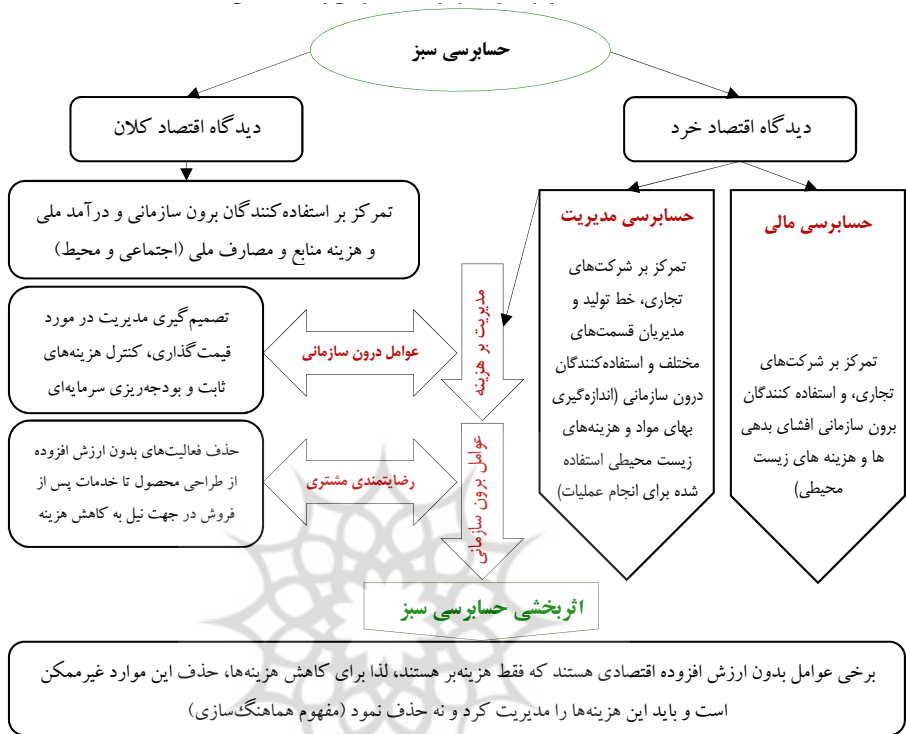 حسابرسی سبز
دیدگاه اقتصاد خرد
دیدگاه اقتصاد کلان
تمرکز بر استفاده‌کنندگان برون سازمانی و درآمد ملی
و هزینه منابع و مصارف ملی (اجتماعی و محیط)
حسابرسی مالی
تمرکز بر شرکت‌های
تجاری، و استفاده کنندگان
برون سازمانی افشای بدهی
ها و هزینه های زیست
محیطی)
حسابرسی مدیریت
تمرکز بر شرکت‌های
تجاری، خط تولید و
مدیران قسمت‌های
مختلف و استفاده‌کنندگان
درون سازمانی (اندازه‌گیری
بهای مواد و هزینه‌های
زیست محیطی استفاده
شده برای انجام عملیات)
مدیریت بر هزینه
عوامل درون سازمانی
تصمیم‌گیری مدیریت در مورد
قیمت‌گذاری، کنترل هزینه‌های
ثابت و بودجه‌ریزی سرمایه‌ای
عوامل برون سازمانی
رضایتمندی مشتری
حذف فعالیت‌های بدون ارزش افزوده
از طراحی محصول تا خدمات پس از
فروش در جهت نیل به کاهش هزینه
اثربخشی حسابرسی سبز
برخی عوامل بدون ارزش افزوده اقتصادی هستند که فقط هزینه‌بر هستند، لذا برای کاهش هزینه‌ها، حذف این موارد غیرممکن
است و باید این هزینه‌ها را مدیریت کرد و نه حذف نمود (مفهوم هماهنگ‌سازی)